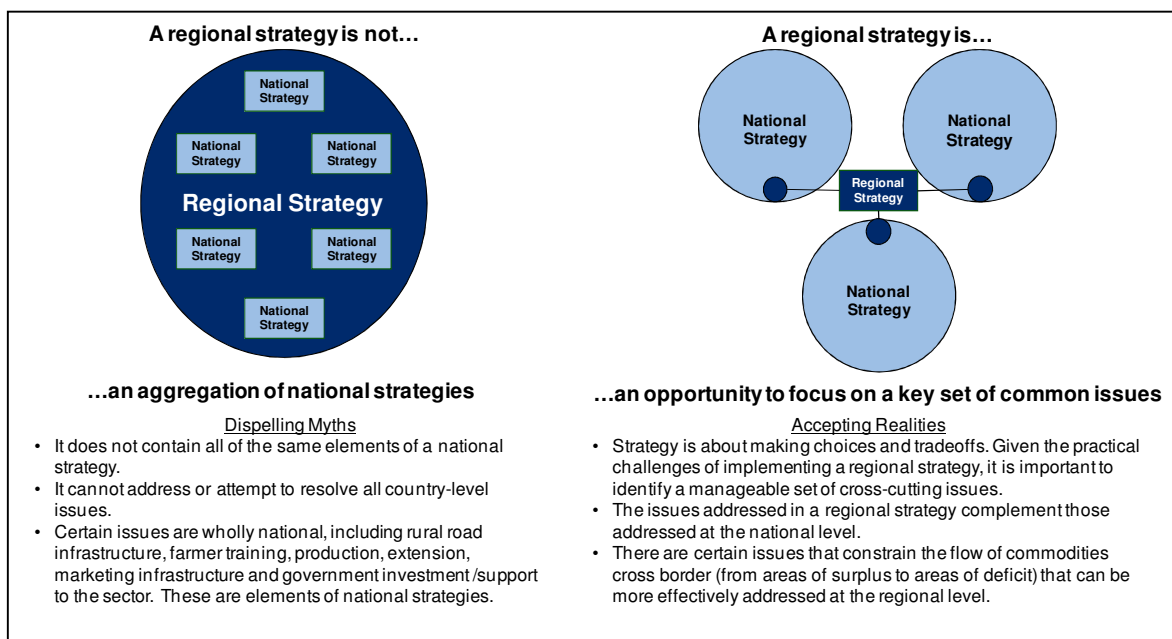 A regional strategy is not…
National
Strategy
National
Strategy
National
Strategy
Regional Strategy
National
Strategy
National
Strategy
National
Strategy
…an aggregation of national strategies
Dispelling Myths
• It does not contain all of the same elements of a national
strategy.
• It cannot address or attempt to resolve all country-level
issues.
• Certain issues are wholly national, including rural road
infrastructure, farmer training, production, extension,
marketing infrastructure and government investment /support
to the sector. These are elements of national strategies.
A regional strategy is…
National
Strategy
National
Strategy
Regional
Strategy
National
Strategy
…an opportunity to focus on a key set of common issues
Accepting Realities
• Strategy is about making choices and tradeoffs. Given the practical
challenges of implementing a regional strategy, it is important to
identify a manageable set of cross-cutting issues.
• The issues addressed in a regional strategy complement those
addressed at the national level.
• There are certain issues that constrain the flow of commodities
cross border (from areas of surplus to areas of deficit) that can be
more effectively addressed at the regional level.